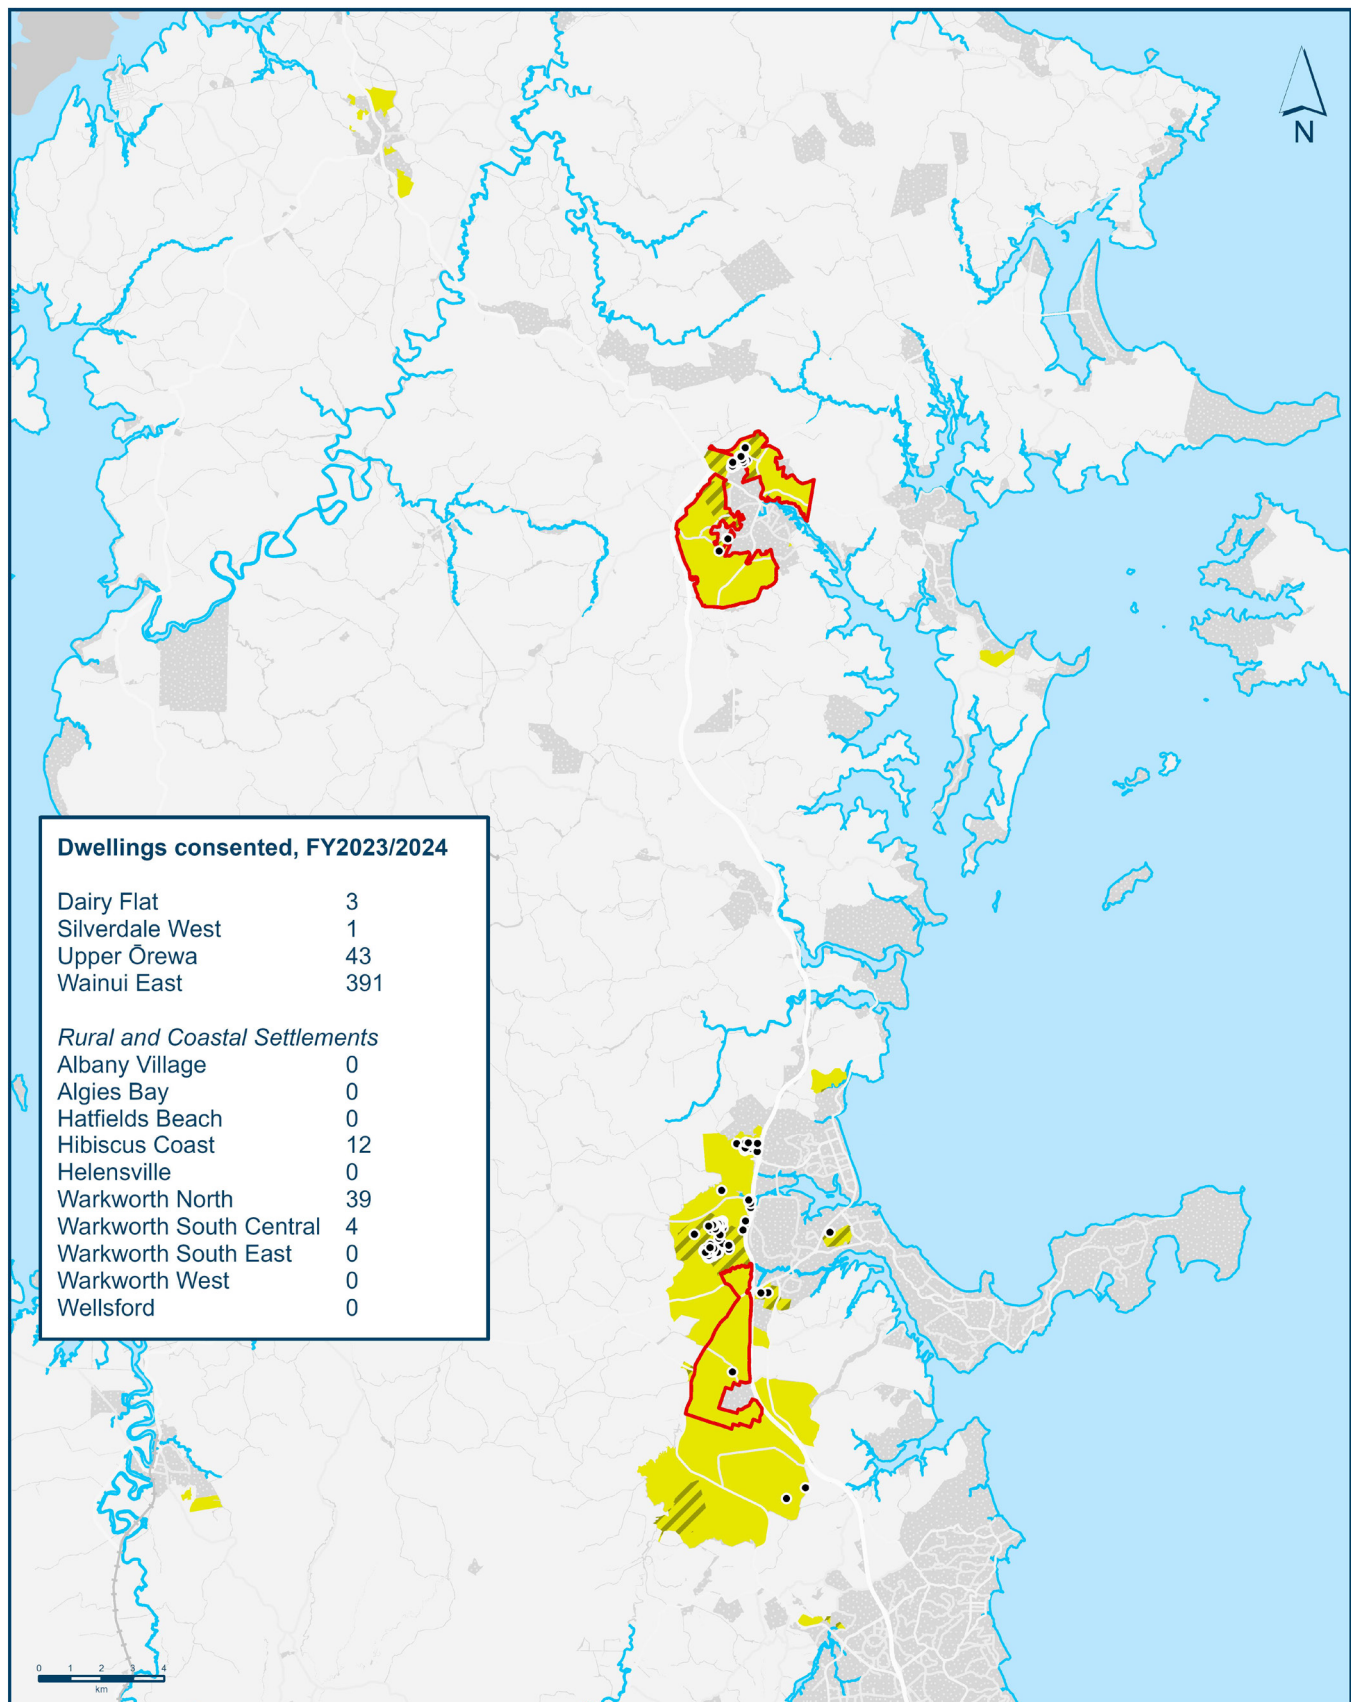 N
Dwellings consented, FY2023/2024
Dairy Flat 3
Silverdale West 1
Upper Ōrewa 43
Wainui East 391
Rural and Coastal Settlements
Albany Village 0
Algies Bay 0
Hatfields Beach 0
Hibiscus Coast 12
Helensville 0
Warkworth North 39
Warkworth South Central 4
Warkworth South East 0
Warkworth West 0
Wellsford 0
0 1 2 3 4
km